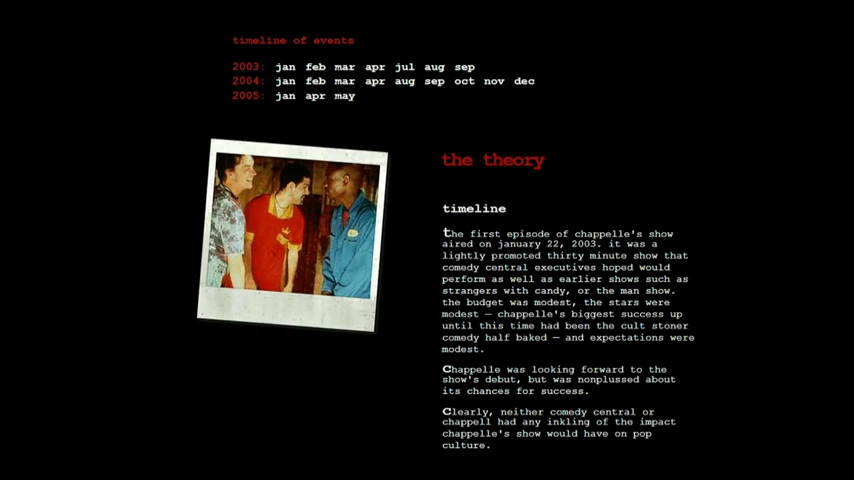 timeline of events
2003: jan feb mar apr jul aug sep
2004: jan feb mar apr aug sep oct nov dec
2005: jan apr may
the theory
timeline
the first episode of chappelle's show
aired on january 22, 2003. it was a
lightly promoted thirty minute show that
comedy central executives hoped would
perform as well as earlier shows such as
strangers with candy, or the man show.
the budget was modest, the stars were
modest — chappelle's biggest success up
until this time had been the cult stoner
comedy half baked — and expectations were
modest.
Chappelle was looking forward to the
show's debut, but was nonplussed about
its chances for success.
Clearly, neither comedy central or
chappell had any inkling of the impact
chappelle's show would have on pop
culture.